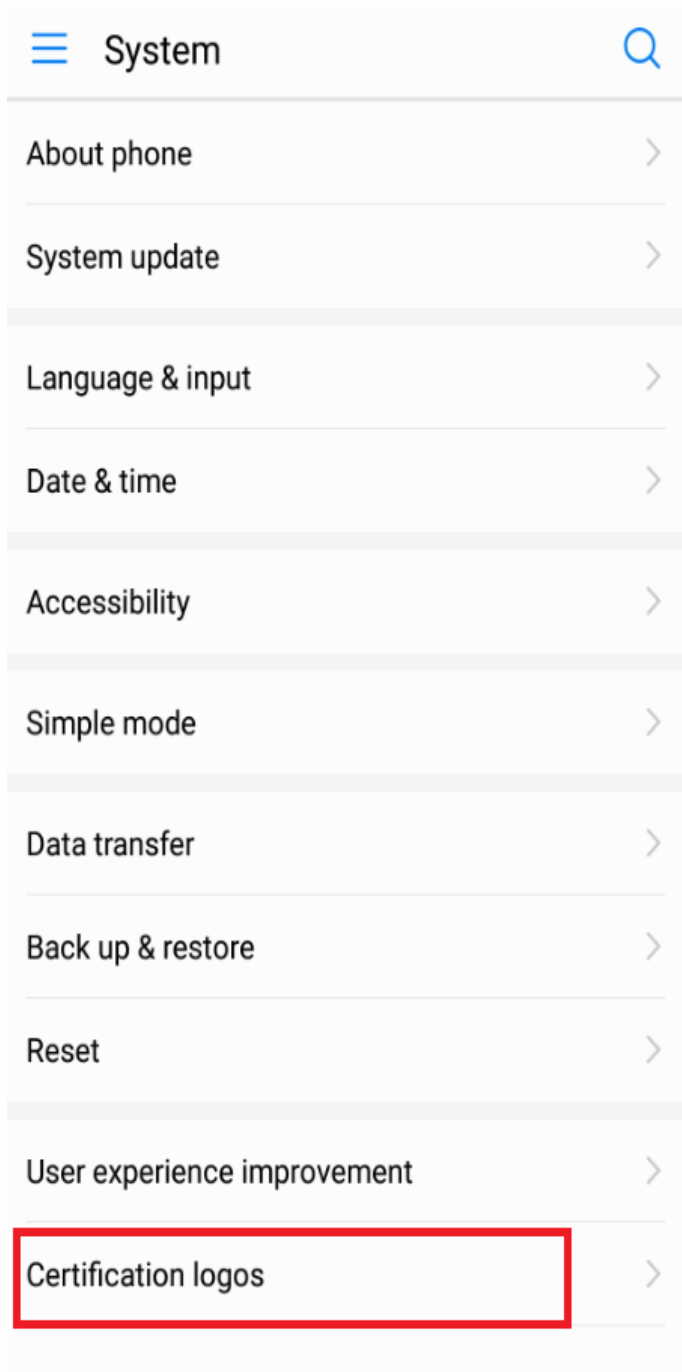 System
About phone
System update
Language & input
Date & time
Accessibility
Simple mode
Data transfer
Back up & restore
Reset
User experience improvement
Certification logos